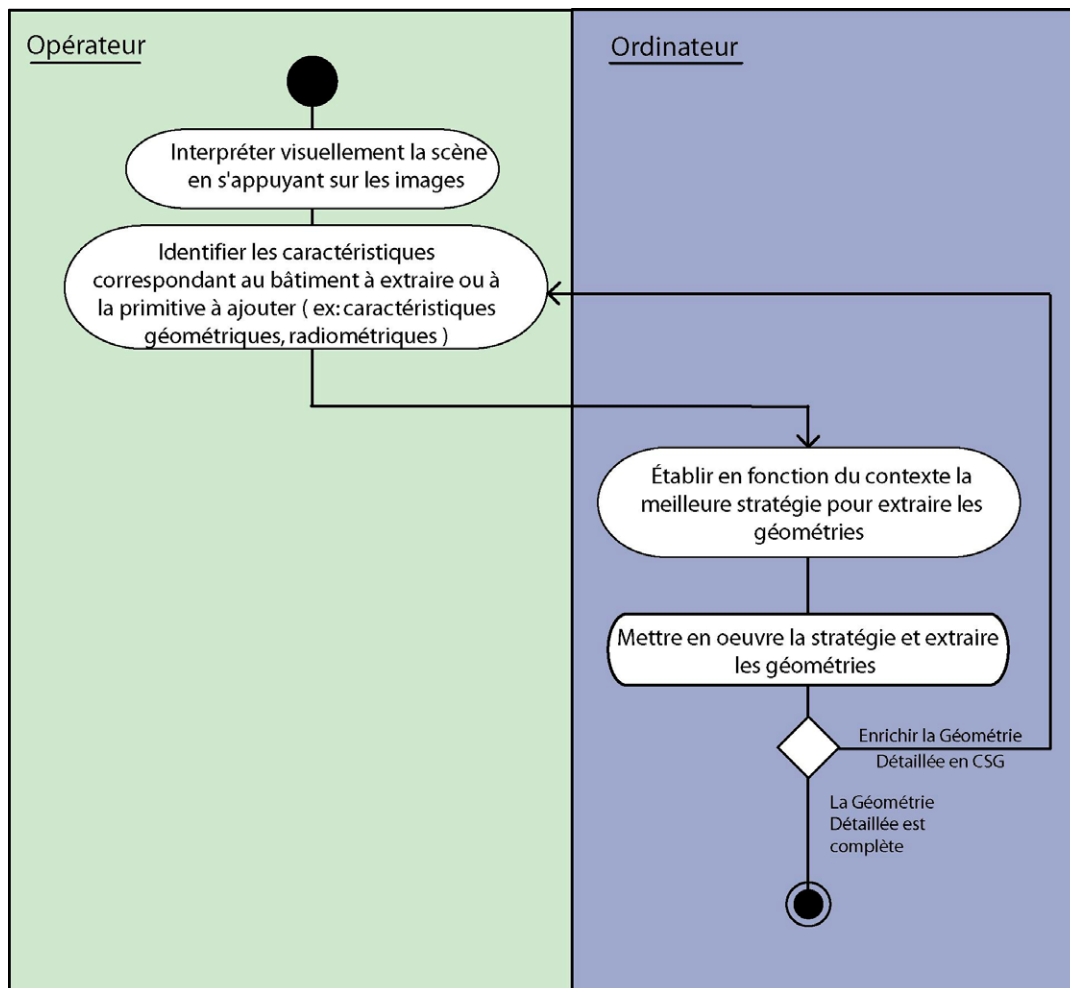 Opérateur
Ordinateur
Interpréter visuellement la scène
en s'appuyant sur les images
Identifier les caractéristiques
correspondant au bâtiment à extraire ou à
la primitive à ajouter ( ex: caractéristiques
géométriques, radiométriques )
Établir en fonction du contexte la
meilleure stratégie pour extraire les
géométries
Mettre en oeuvre la stratégie et extraire
les géométries
Enrichir la Géométrie
Détaillée en CSG
La Géométrie
Détaillée est
complète